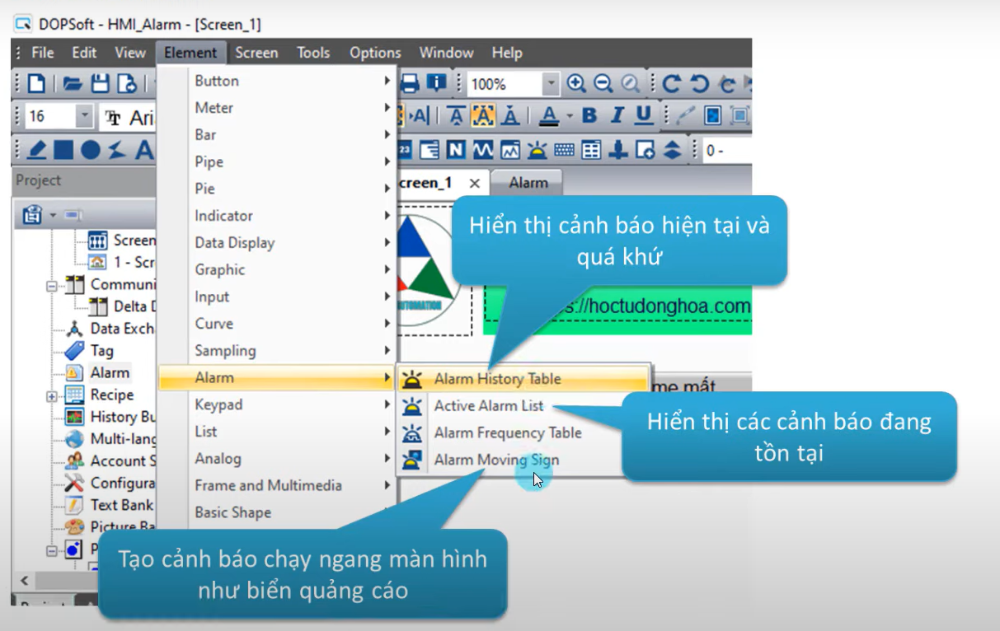 DOPSoft - HMI_Alarm - [Screen_1]
File Edit View Element Screen Tools Options Window Help
Button
100%
Meter
16
Ari
Bar
Pipe
0 -
Project
Pie
creen_1
Alarm
Indicator
Hiển thị cảnh báo hiện tại và
quá khứ
Data Display
Screen
1 - Scr
Graphic
Communi
Input
Delta D
AUTOMATION
s://hoctudonghoa.com
Curve
Data Exch
Sampling
Tag
Alarm
Alarm
Alarm History Table
me mất
Recipe
Keypad
Active Alarm List
Hiển thị các cảnh báo đang
tồn tại
History Bu
List
Alarm Frequency Table
Multi-lang
Analog
Alarm Moving Sign
Account S
Frame and Multimedia
Configura
Basic Shape
Text Bank
Picture Ba
P
Tạo cảnh báo chạy ngang màn hình
như biển quảng cáo